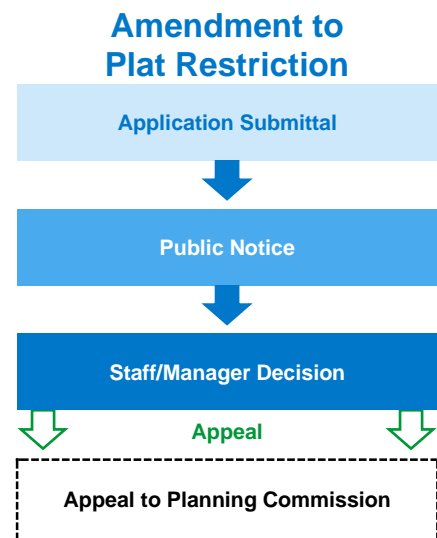 Amendment to
Plat Restriction
Application Submittal
Public Notice
Staff/Manager Decision
Appeal
Appeal to Planning Commission